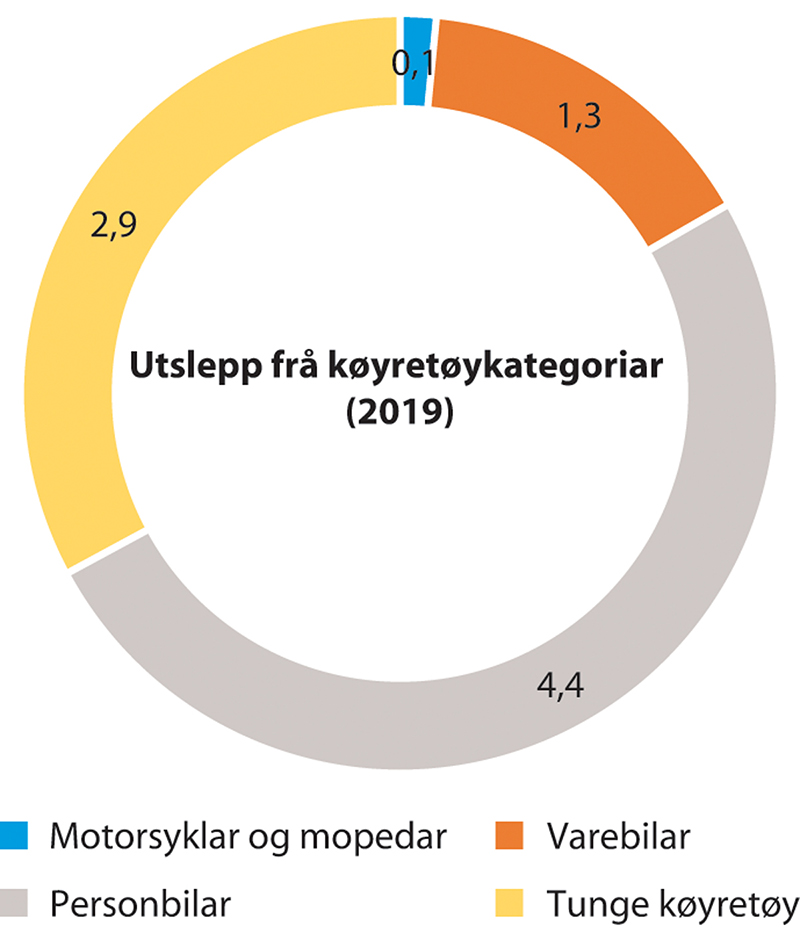 0,1
1,3
2,9
Utslepp frå køyretøykategoriar
(2019)
4,4
Motorsyklar og mopedar
Varebilar
Personbilar
Tunge køyretøy